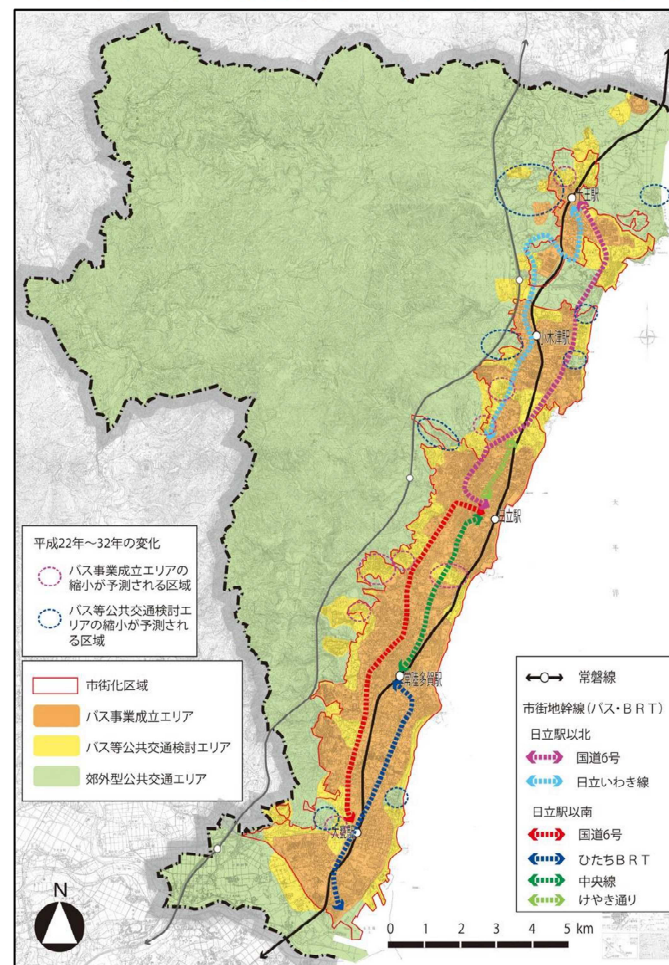 十王駅
小木津駅
日立駅
常陸多賀駅
大甕駅
平成22年～32年の変化
バス事業成立エリアの
縮小が予測される区域
バス等公共交通検討エ
リアの縮小が予測され
る区域
市街化区域
バス事業成立エリア
バス等公共交通検討エリア
郊外型公共交通エリア
常磐線
市街地幹線(バス・BRT)
日立駅以北
国道6号
日立いわき線
日立駅以南
国道6号
ひたちBRT
中央線
けやき通り
N
0 1 2 3 4 5 km